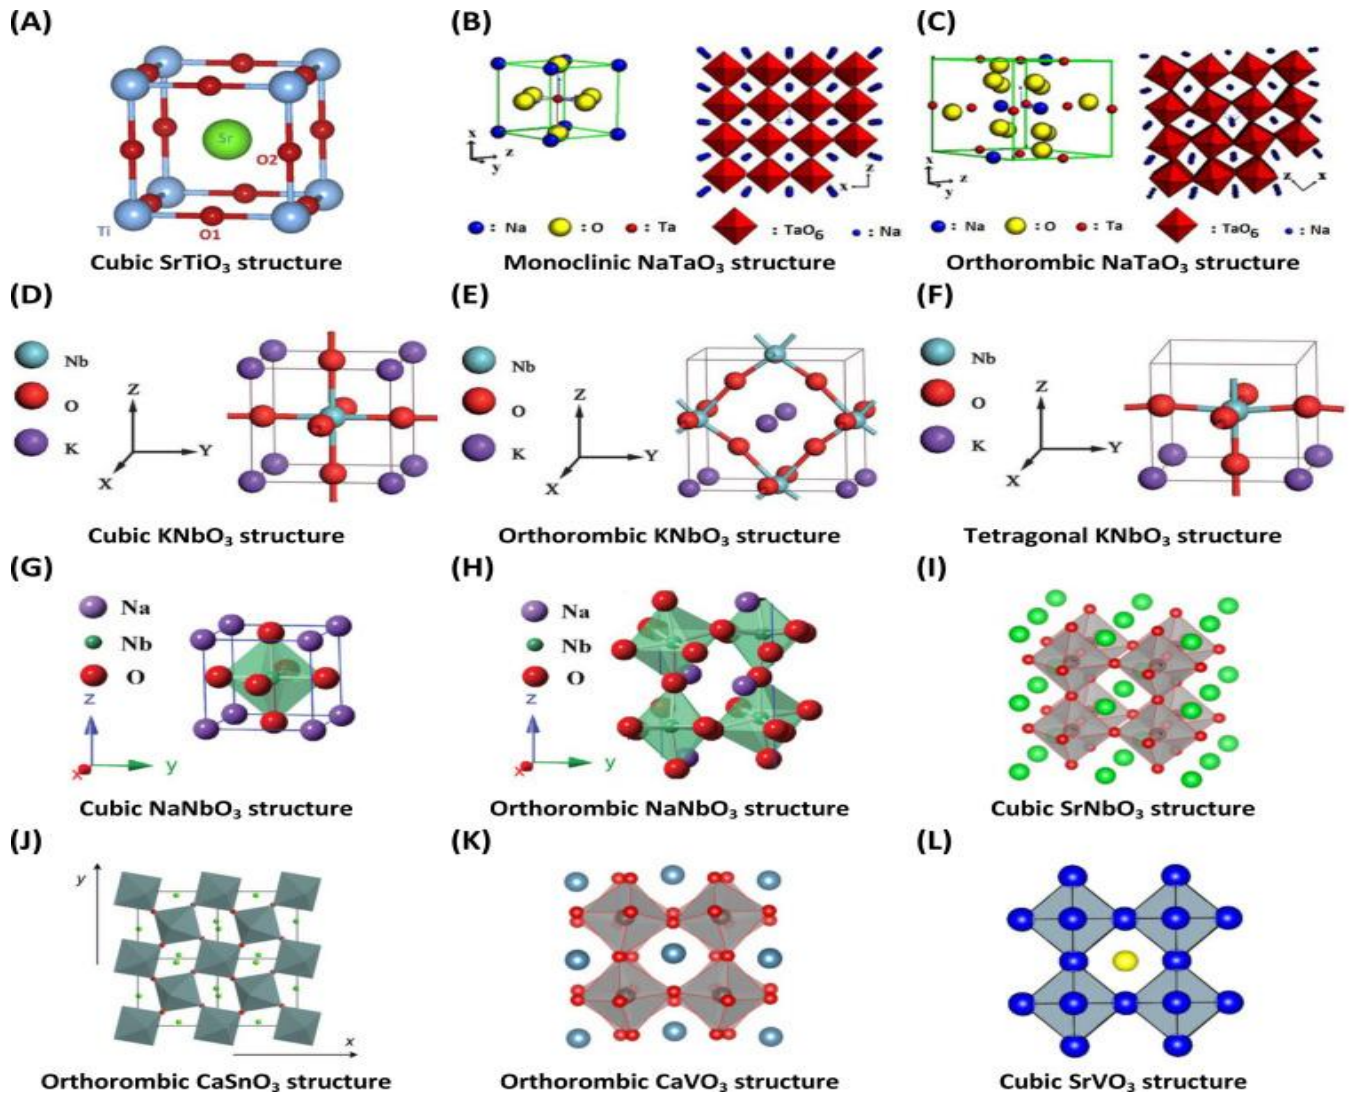 (A)
(B)
(C)
Sr
O2
Ti
O1
x
z
y
x
z
x
z
y
z
x
: Na
: O
: Ta
: TaO₆
: Na
: Na
: O
: Ta
: TaO₆
: Na
Cubic SrTiO₃ structure
Monoclinic NaTaO₃ structure
Orthorombic NaTaO₃ structure
(D)
(E)
(F)
Nb
O
K
Z
Y
X
Nb
O
K
Z
Y
X
Nb
O
K
Z
Y
X
Cubic KNbO₃ structure
Orthorombic KNbO₃ structure
Tetragonal KNbO₃ structure
(G)
(H)
(I)
Na
Nb
O
z
x
y
Na
Nb
O
z
x
y
Cubic NaNbO₃ structure
Orthorombic NaNbO₃ structure
Cubic SrNbO₃ structure
(J)
(K)
(L)
y
x
Orthorombic CaSnO₃ structure
Orthorombic CaVO₃ structure
Cubic SrVO₃ structure